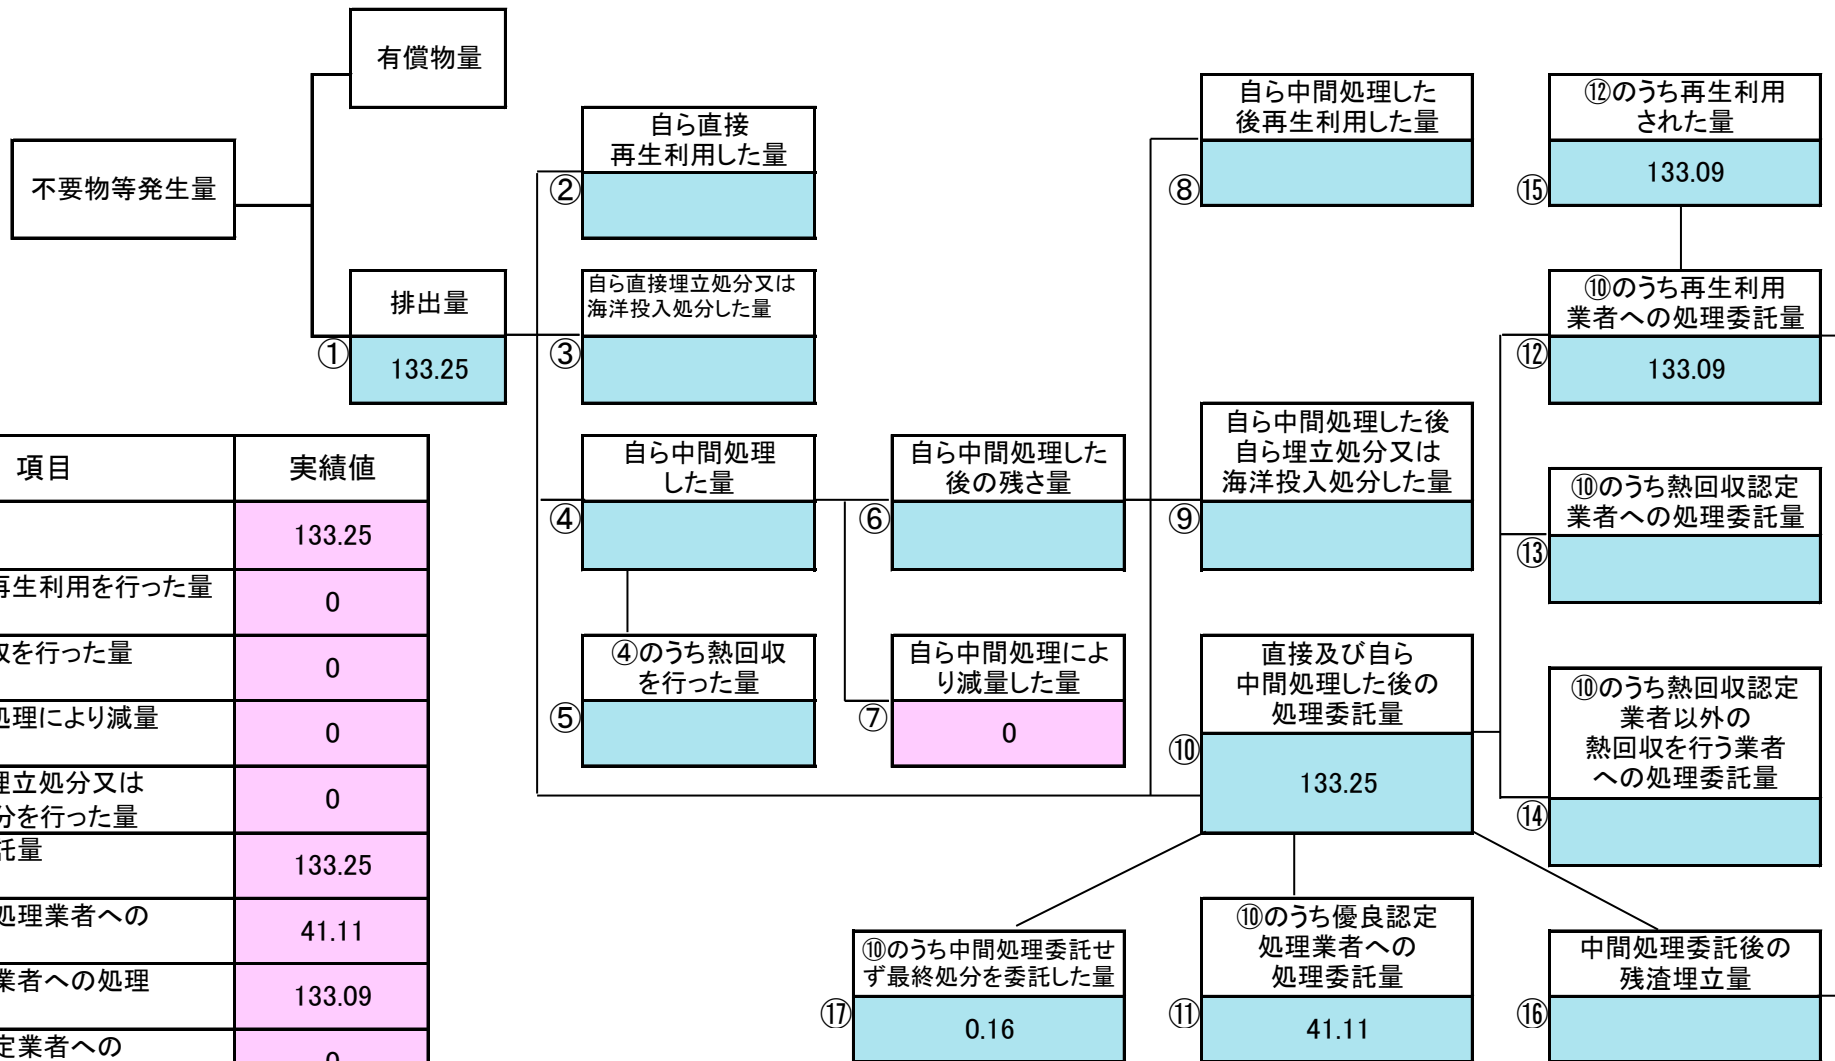 有償物量
不要物等発生量
排出量
①
133.25
自ら直接
再生利用した量
②
自ら直接埋立処分又は
海洋投入処分した量
③
自ら中間処理
した量
④
④のうち熱回収
を行った量
⑤
自ら中間処理した
後の残さ量
⑥
自ら中間処理によ
り減量した量
⑦
0
自ら中間処理した
後再生利用した量
⑧
自ら中間処理した後
自ら埋立処分又は
海洋投入処分した量
⑨
直接及び自ら
中間処理した後の
処理委託量
⑩
133.25
⑫のうち再生利用
された量
⑮
133.09
⑩のうち再生利用
業者への処理委託量
⑫
133.09
⑩のうち熱回収認定
業者への処理委託量
⑬
⑩のうち熱回収認定
業者以外の
熱回収を行う業者
への処理委託量
⑭
⑩のうち中間処理委託せ
ず最終処分を委託した量
⑰
0.16
⑩のうち優良認定
処理業者への
処理委託量
⑪
41.11
中間処理委託後の
残渣埋立量
⑯
項目 実績値
133.25
再生利用を行った量
0
収を行った量
0
処理により減量
0
埋立処分又は
分を行った量
0
託量
133.25
処理業者への
41.11
業者への処理
133.09
定業者への
0